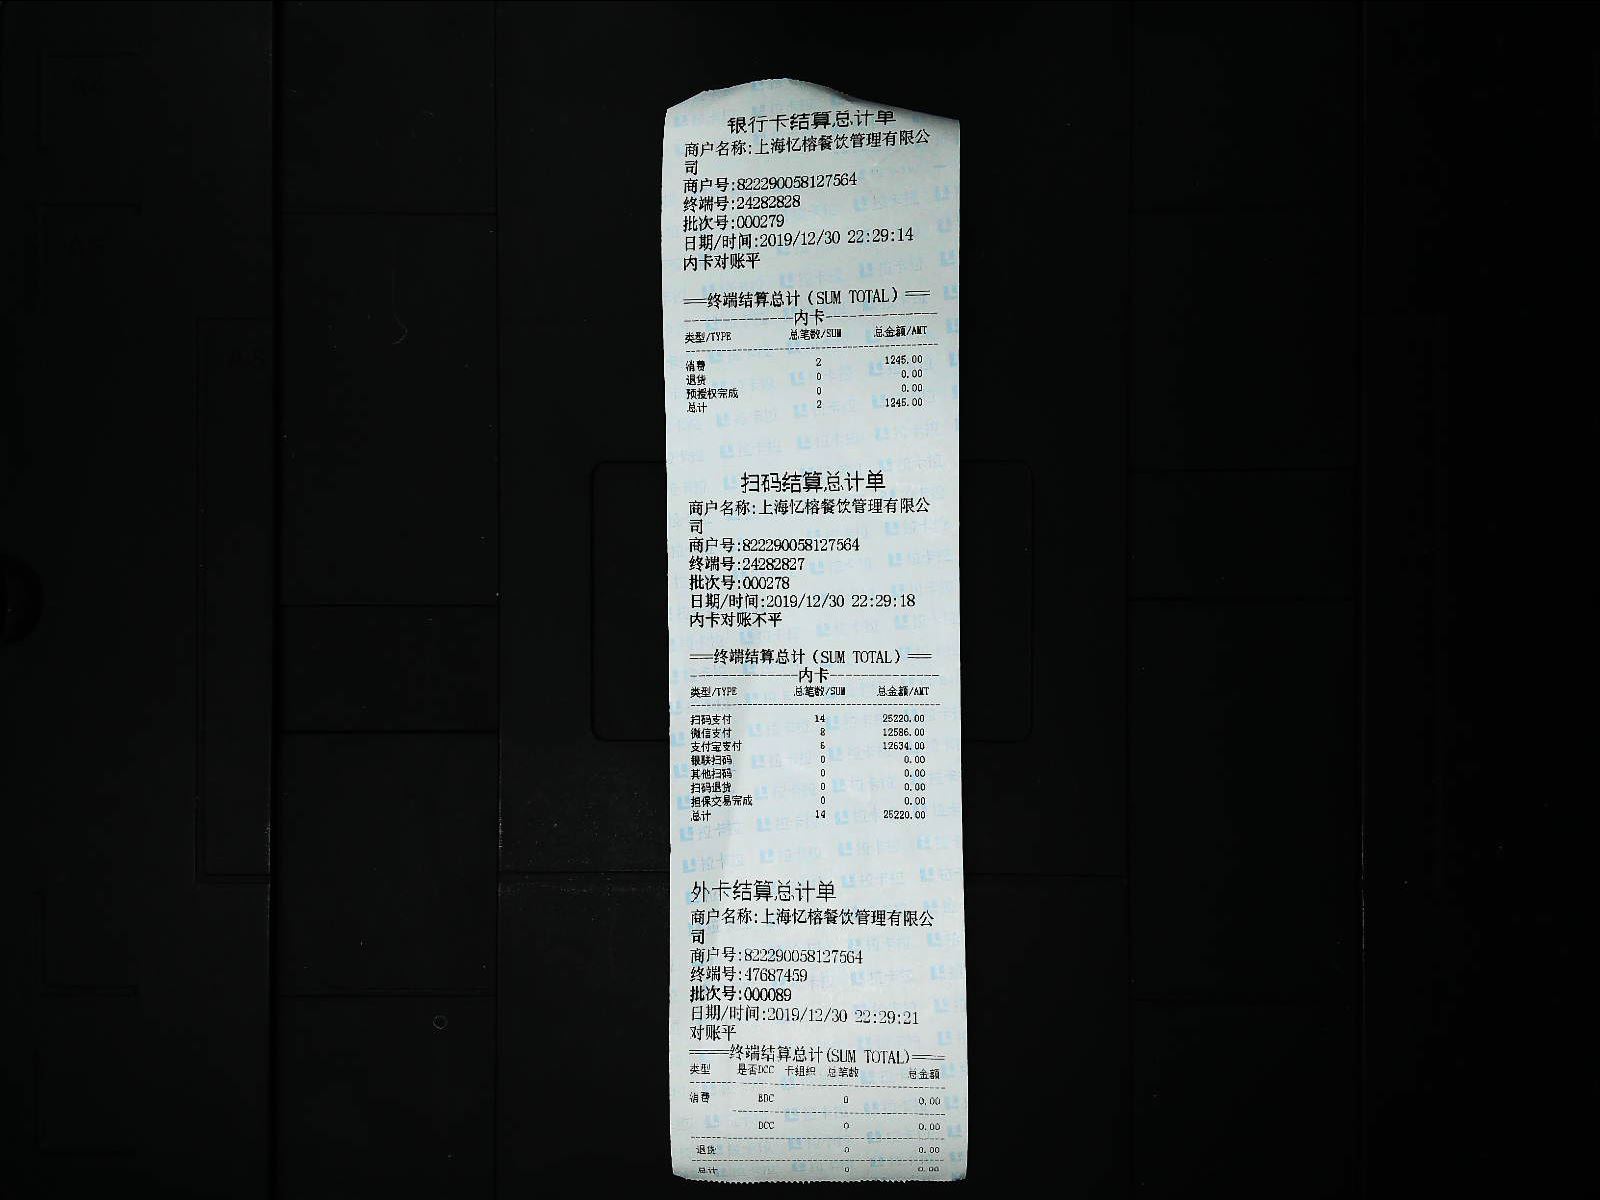 银行卡结算总计单
商户名称:上海忆榕餐饮管理有限公
司
商户号:822290058127564
终端号:24282828
批次号:000279
日期/时间:2019/12/30 22:29:14
内卡对账平
===终端结算总计(SUM TOTAL)===
--------------内卡--------------
类型/TYPE 总笔数/SUM 总金额/AMT
消费 2 1245.00
退货 0 0.00
预授权完成 0 0.00
总计 2 1245.00
扫码结算总计单
商户名称:上海忆榕餐饮管理有限公
司
商户号:822290058127564
终端号:24282827
批次号:000278
日期/时间:2019/12/30 22:29:18
内卡对账不平
===终端结算总计(SUM TOTAL)===
--------------内卡--------------
类型/TYPE 总笔数/SUM 总金额/AMT
扫码支付 14 25220.00
微信支付 8 12586.00
支付宝支付 6 12634.00
银联扫码 0 0.00
其他扫码 0 0.00
扫码退货 0 0.00
担保交易完成 0 0.00
总计 14 25220.00
外卡结算总计单
商户名称:上海忆榕餐饮管理有限公
司
商户号:822290058127564
终端号:47687459
批次号:000089
日期/时间:2019/12/30 22:29:21
对账平
=====终端结算总计(SUM TOTAL)====
类型 是否DCC 卡组织 总笔数 总金额
消费 EDC 0 0.00
DCC 0 0.00
退货 0 0.00
总计 0 0.00